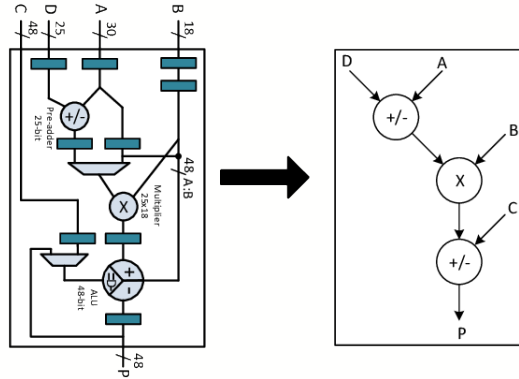 C D A B
48 25 30 18
+/-
Pre-adder
25-bit
48, A:B
X
Multiplier
25x18
+
-
ALU
48-bit
48
P
D
A
+/-
B
X
C
+/-
P